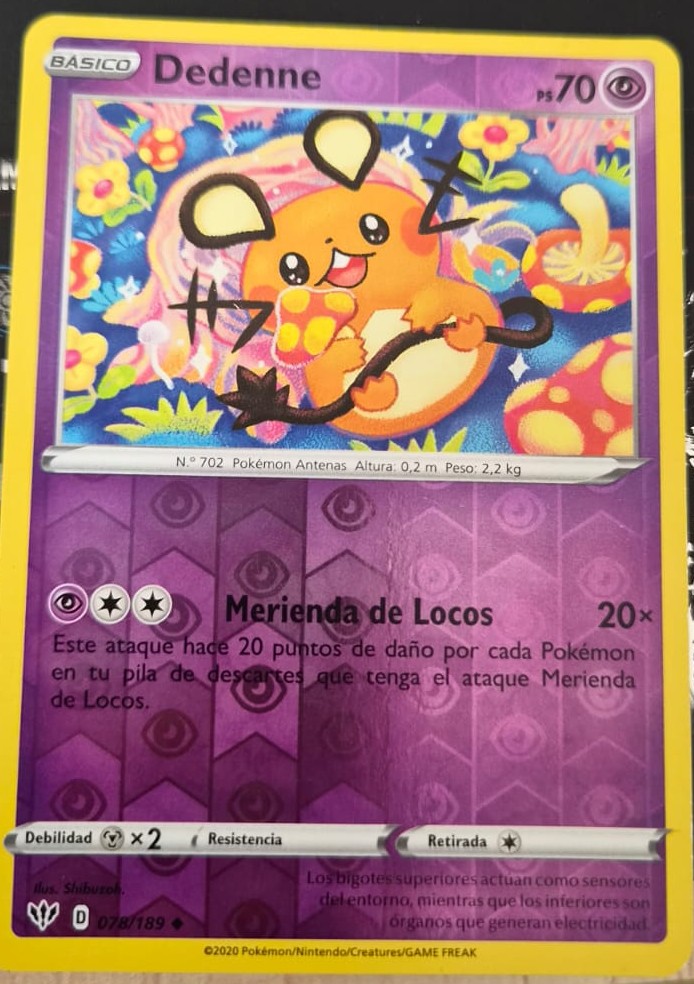 BÁSICO Dedenne PS 70
N.º 702 Pokémon Antenas Altura: 0,2 m Peso: 2,2 kg
Merienda de Locos 20×
Este ataque hace 20 puntos de daño por cada Pokémon
en tu pila de descartes que tenga el ataque Merienda
de Locos.
Debilidad ×2 Resistencia Retirada
Ilus. Shibuzoh.
Los bigotes superiores actúan como sensores
del entorno, mientras que los inferiores son
órganos que generan electricidad.
D 078/189
©2020 Pokémon/Nintendo/Creatures/GAME FREAK